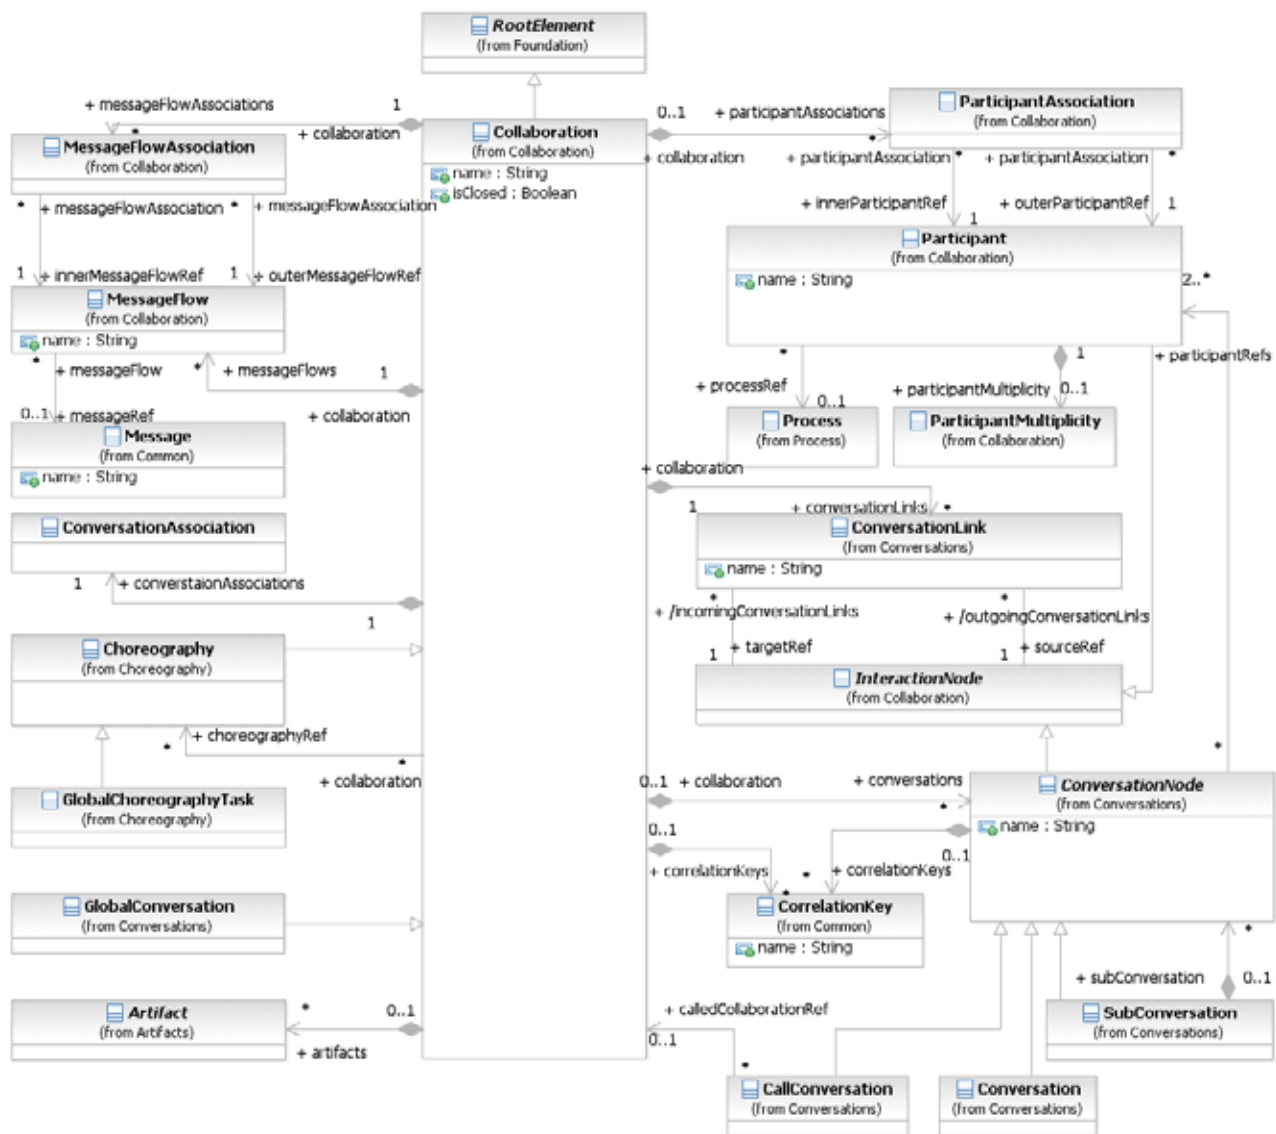 RootElement
(from Foundation)
+ messageFlowAssociations
1
*
+ collaboration
0..1
+ participantAssociations
*
+ collaboration
ParticipantAssociation
(from Collaboration)
MessageFlowAssociation
(from Collaboration)
Collaboration
(from Collaboration)
name : String
isClosed : Boolean
+ participantAssociation
*
+ participantAssociation
*
* + messageFlowAssociation
* + messageFlowAssociation
+ innerParticipantRef
1
+ outerParticipantRef
1
1 + innerMessageFlowRef
1 + outerMessageFlowRef
Participant
(from Collaboration)
name : String
2..*
MessageFlow
(from Collaboration)
name : String
* + messageFlow
* + messageFlows
1
+ collaboration
0..1 + messageRef
*
+ processRef
0..1
1
+ participantMultiplicity
0..1
+ participantRefs
Message
(from Common)
name : String
Process
(from Process)
ParticipantMultiplicity
(from Collaboration)
+ collaboration
1
+ conversationLinks
*
ConversationAssociation
1 + converstaionAssociations
1
ConversationLink
(from Conversations)
name : String
*
+ /incomingConversationLinks
*
+ /outgoingConversationLinks
1 + targetRef
1 + sourceRef
Choreography
(from Choreography)
InteractionNode
(from Collaboration)
+ choreographyRef
*
*
+ collaboration
GlobalChoreographyTask
(from Choreography)
0..1 + collaboration
+ conversations
*
*
ConversationNode
(from Conversations)
name : String
0..1
+ correlationKeys
*
0..1
+ correlationKeys
*
GlobalConversation
(from Conversations)
CorrelationKey
(from Common)
name : String
*
+ subConversation
0..1
SubConversation
(from Conversations)
Artifact
(from Artifacts)
*
0..1
+ artifacts
+ caledCollaborationRef
0..1
*
CallConversation
(from Conversations)
Conversation
(from Conversations)